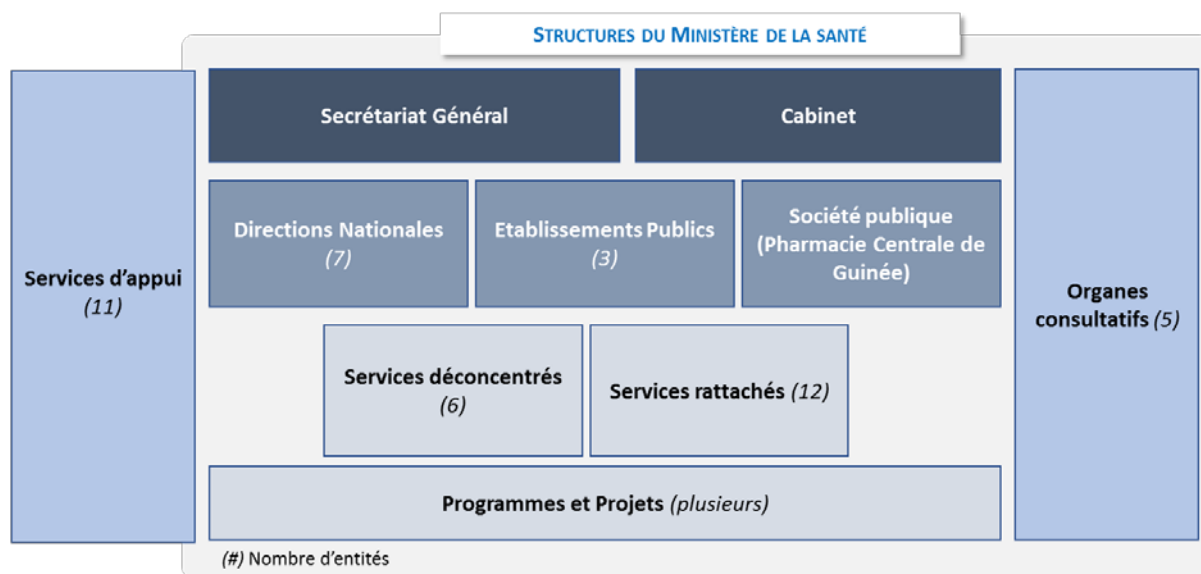 STRUCTURES DU MINISTÈRE DE LA SANTÉ
Secrétariat Général
Cabinet
Services d'appui
(11)
Directions Nationales
(7)
Etablissements Publics
(3)
Société publique
(Pharmacie Centrale de
Guinée)
Organes
consultatifs (5)
Services déconcentrés
(6)
Services rattachés (12)
Programmes et Projets (plusieurs)
(#) Nombre d'entités